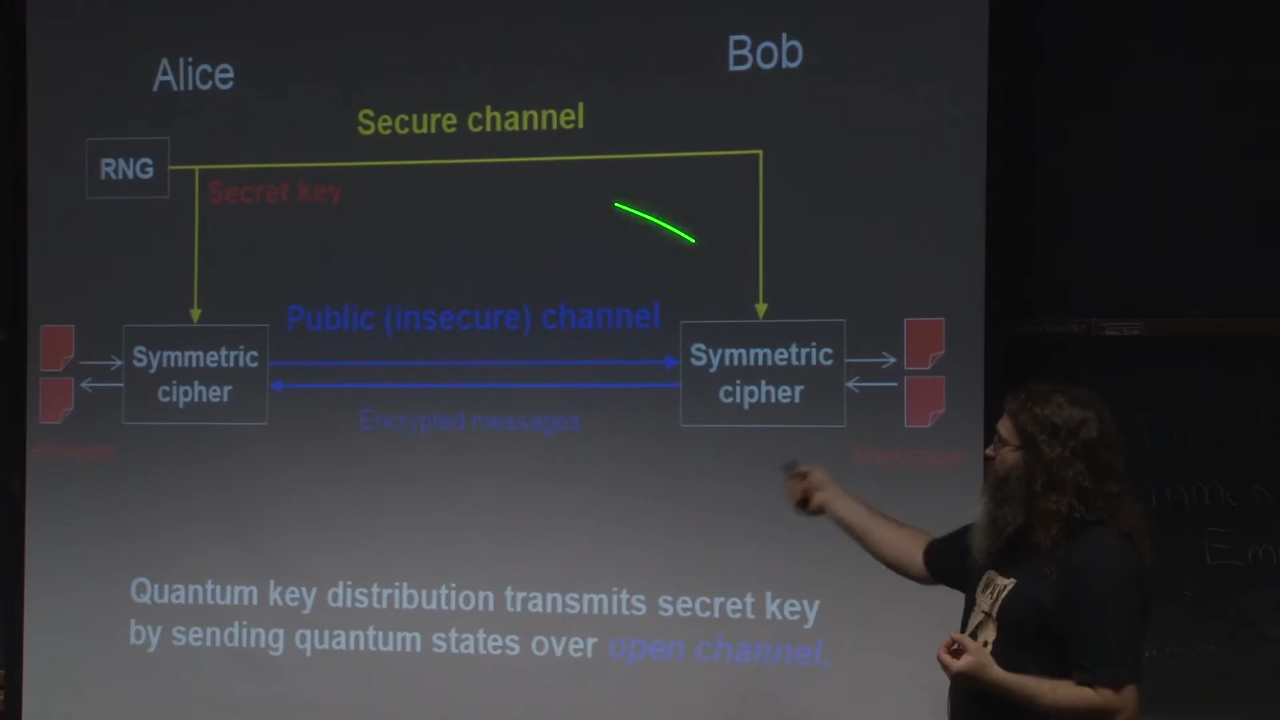 Alice
Bob
Secure channel
RNG
Secret key
Public (insecure) channel
Symmetric
cipher
Symmetric
cipher
Encrypted messages
Message
Quantum key distribution transmits secret key
by sending quantum states over open channel.